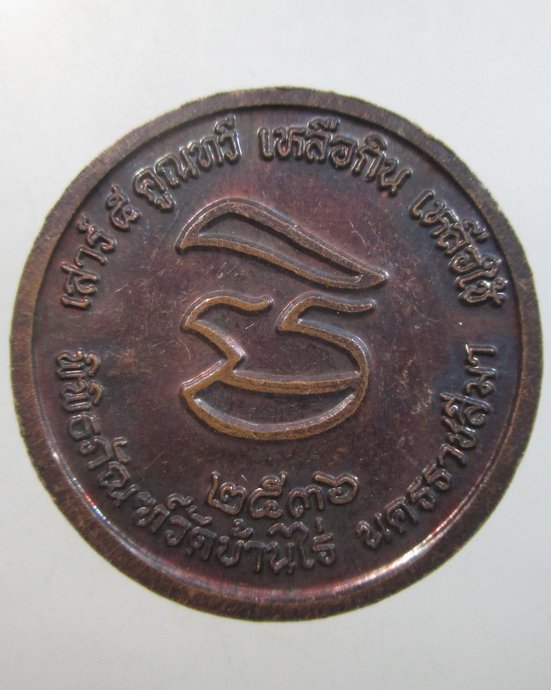 เสาร์ ๕ คูณทวี เหลือกิน เหลือใช้
ยิ
๒๕๓๖
พิพิธภัณฑ์วัดบ้านไร่ นครราชสีมา